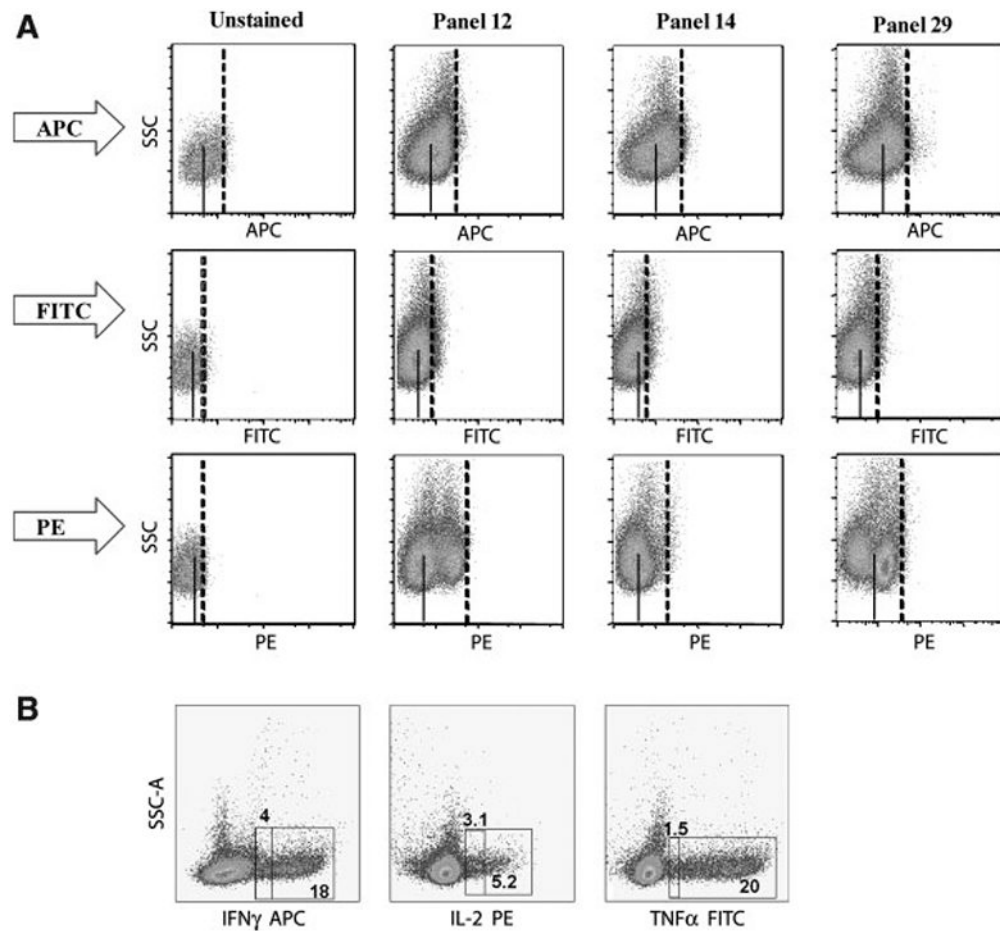 A
Unstained Panel 12 Panel 14 Panel 29
APC
SSC
APC APC APC APC
FITC
SSC
FITC FITC FITC FITC
PE
SSC
PE PE PE PE
B
SSC-A
4 3.1 1.5
18 5.2 20
IFNγ APC IL-2 PE TNFα FITC